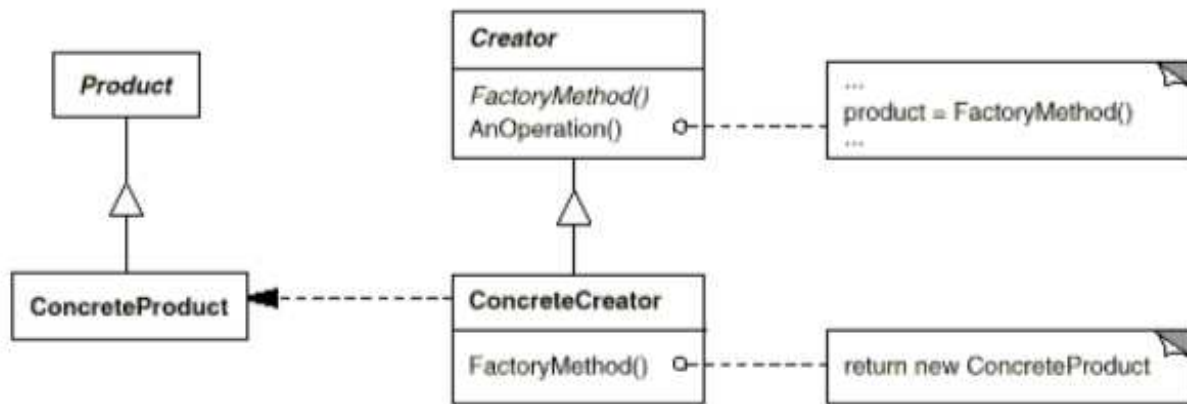 Product
ConcreteProduct
Creator
FactoryMethod()
AnOperation()
...
product = FactoryMethod()
...
ConcreteCreator
FactoryMethod()
return new ConcreteProduct